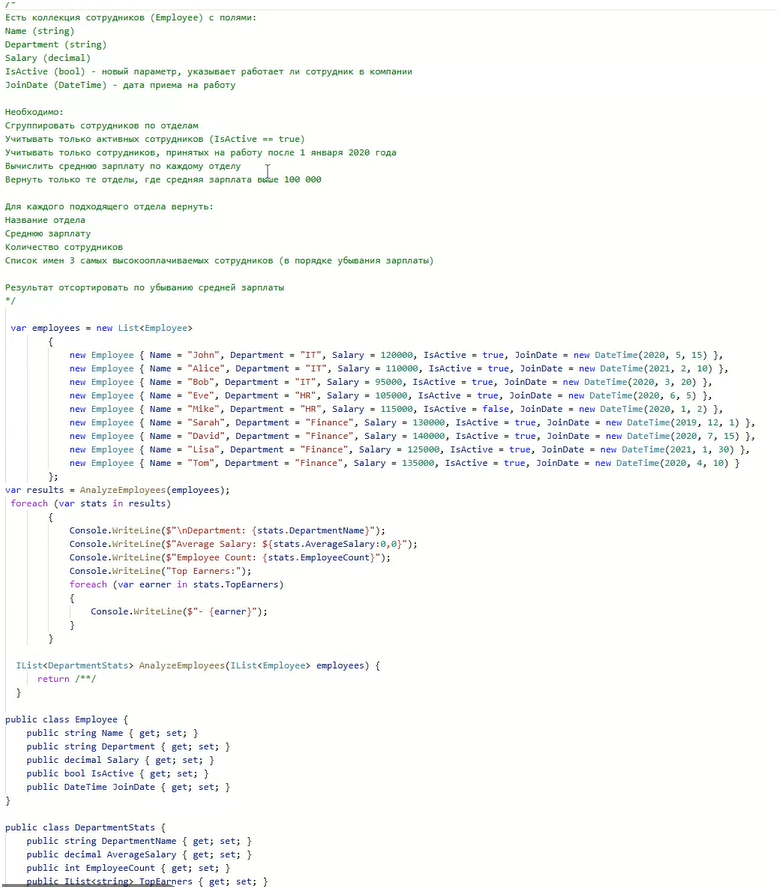 /*
Есть коллекция сотрудников (Employee) с полями:
Name (string)
Department (string)
Salary (decimal)
IsActive (bool) - новый параметр, указывает работает ли сотрудник в компании
JoinDate (DateTime) - дата приема на работу
Необходимо:
Сгруппировать сотрудников по отделам
Учитывать только активных сотрудников (IsActive == true)
Учитывать только сотрудников, принятых на работу после 1 января 2020 года
Вычислить среднюю зарплату по каждому отделу
Вернуть только те отделы, где средняя зарплата выше 100 000
Для каждого подходящего отдела вернуть:
Название отдела
Среднюю зарплату
Количество сотрудников
Список имен 3 самых высокооплачиваемых сотрудников (в порядке убывания зарплаты)
Результат отсортировать по убыванию средней зарплаты
*/
var employees = new List<Employee>
{
new Employee { Name = "John", Department = "IT", Salary = 120000, IsActive = true, JoinDate = new DateTime(2020, 5, 15) },
new Employee { Name = "Alice", Department = "IT", Salary = 110000, IsActive = true, JoinDate = new DateTime(2021, 2, 10) },
new Employee { Name = "Bob", Department = "IT", Salary = 95000, IsActive = true, JoinDate = new DateTime(2020, 3, 20) },
new Employee { Name = "Eve", Department = "HR", Salary = 105000, IsActive = true, JoinDate = new DateTime(2020, 6, 5) },
new Employee { Name = "Mike", Department = "HR", Salary = 115000, IsActive = false, JoinDate = new DateTime(2020, 1, 2) },
new Employee { Name = "Sarah", Department = "Finance", Salary = 130000, IsActive = true, JoinDate = new DateTime(2019, 12, 1) },
new Employee { Name = "David", Department = "Finance", Salary = 140000, IsActive = true, JoinDate = new DateTime(2020, 7, 15) },
new Employee { Name = "Lisa", Department = "Finance", Salary = 125000, IsActive = true, JoinDate = new DateTime(2021, 1, 30) },
new Employee { Name = "Tom", Department = "Finance", Salary = 135000, IsActive = true, JoinDate = new DateTime(2020, 4, 10) }
};
var results = AnalyzeEmployees(employees);
foreach (var stats in results)
{
Console.WriteLine($"\nDepartment: {stats.DepartmentName}");
Console.WriteLine($"Average Salary: ${stats.AverageSalary:0,0}");
Console.WriteLine($"Employee Count: {stats.EmployeeCount}");
Console.WriteLine("Top Earners:");
foreach (var earner in stats.TopEarners)
{
Console.WriteLine($"- {earner}");
}
}
IList<DepartmentStats> AnalyzeEmployees(IList<Employee> employees) {
return /**/
}
public class Employee {
public string Name { get; set; }
public string Department { get; set; }
public decimal Salary { get; set; }
public bool IsActive { get; set; }
public DateTime JoinDate { get; set; }
}
public class DepartmentStats {
public string DepartmentName { get; set; }
public decimal AverageSalary { get; set; }
public int EmployeeCount { get; set; }
public IList<string> TopEarners { get; set; }